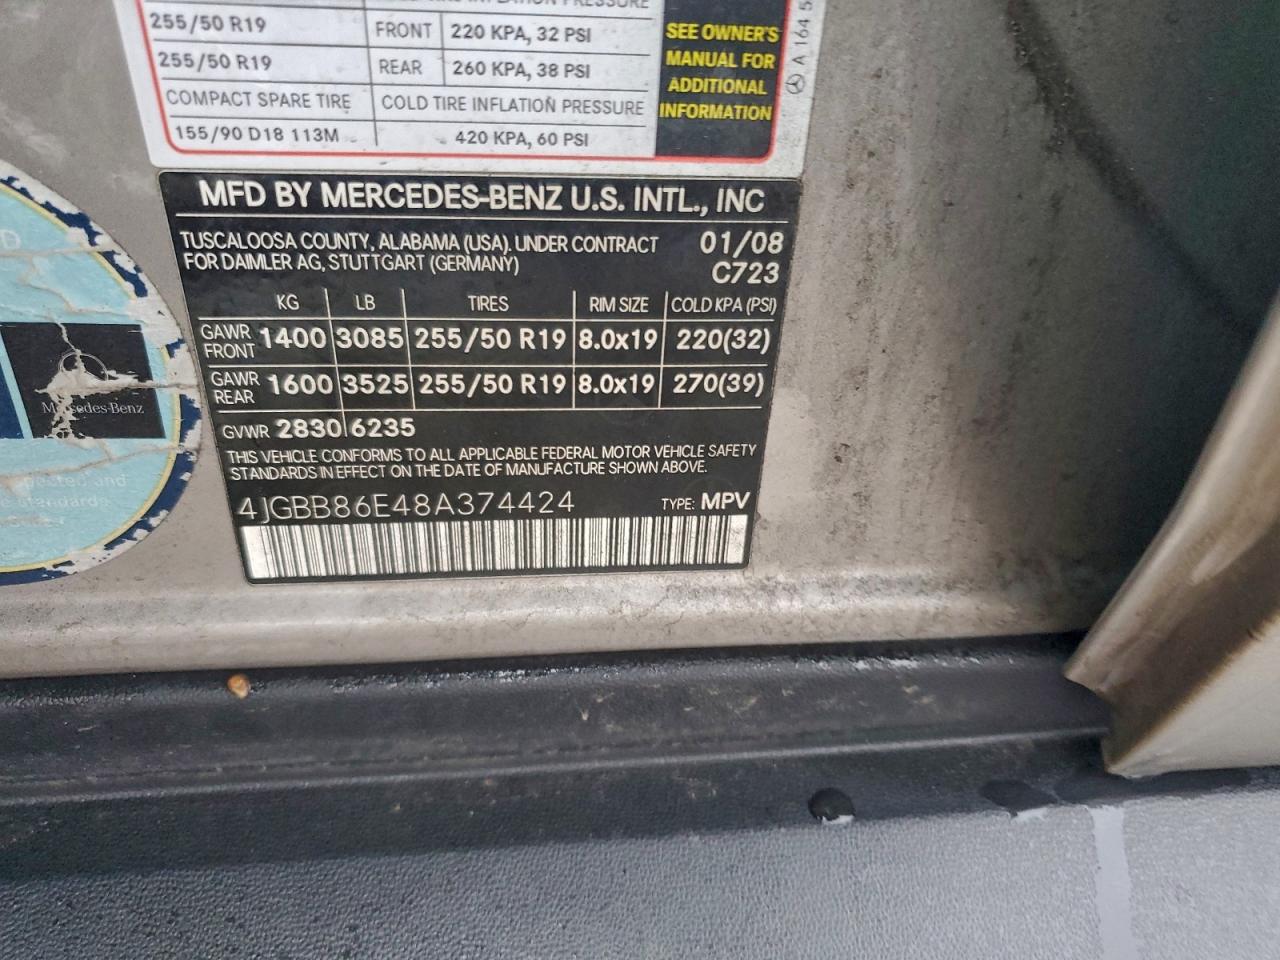 INFLATION PRESSURE
255/50 R19 FRONT 220 KPA, 32 PSI
255/50 R19 REAR 260 KPA, 38 PSI
COMPACT SPARE TIRE COLD TIRE INFLATION PRESSURE
155/90 D18 113M 420 KPA, 60 PSI
SEE OWNER'S
MANUAL FOR
ADDITIONAL
INFORMATION
A 164 5
MFD BY MERCEDES-BENZ U.S. INTL., INC
TUSCALOOSA COUNTY, ALABAMA (USA). UNDER CONTRACT 01/08
FOR DAIMLER AG, STUTTGART (GERMANY) C723
KG LB TIRES RIM SIZE COLD KPA (PSI)
GAWR FRONT 1400 3085 255/50 R19 8.0x19 220(32)
GAWR REAR 1600 3525 255/50 R19 8.0x19 270(39)
GVWR 2830 6235
THIS VEHICLE CONFORMS TO ALL APPLICABLE FEDERAL MOTOR VEHICLE SAFETY
STANDARDS IN EFFECT ON THE DATE OF MANUFACTURE SHOWN ABOVE.
4JGBB86E48A374424 TYPE: MPV
Mercedes-Benz
and
standards